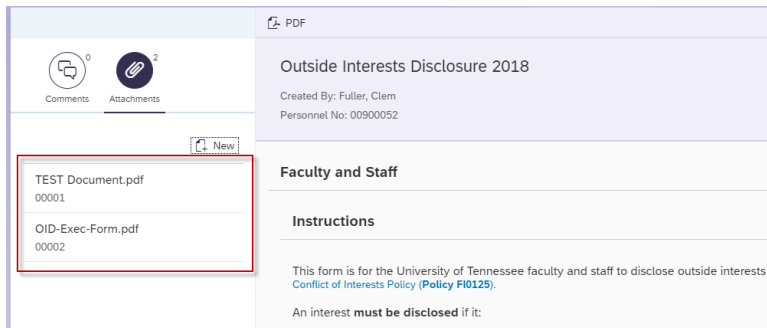 0
2
Comments
Attachments
New
TEST Document.pdf
00001
OID-Exec-Form.pdf
00002
PDF
Outside Interests Disclosure 2018
Created By: Fuller, Clem
Personnel No: 00900052
Faculty and Staff
Instructions
This form is for the University of Tennessee faculty and staff to disclose outside interests
Conflict of Interests Policy (Policy FI0125).
An interest must be disclosed if it: